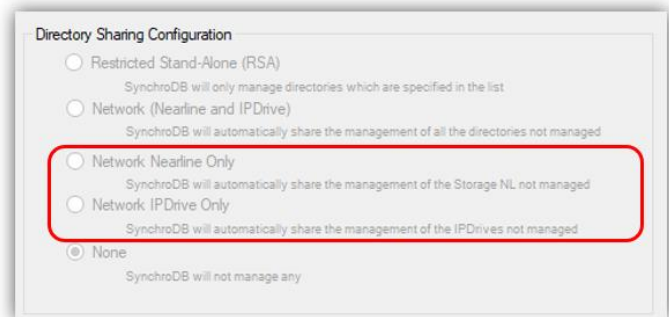 Directory Sharing Configuration
Restricted Stand-Alone (RSA)
SynchroDB will only manage directories which are specified in the list
Network (Nearline and IPDrive)
SynchroDB will automatically share the management of all the directories not managed
Network Nearline Only
SynchroDB will automatically share the management of the Storage NL not managed
Network IPDrive Only
SynchroDB will automatically share the management of the IPDrives not managed
None
SynchroDB will not manage any